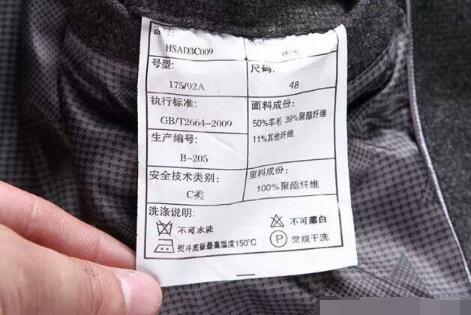 HSAD3C009
号型： 尺码：
175/92A 48
执行标准： 面料成份：
GB/T2664-2009 50%羊毛 39%聚酯纤维
生产编号： 11%其他纤维
B-205
安全技术类别： 里料成份：
C类 100%聚酯纤维
洗涤说明：
不可水洗 不可漂白
熨斗底板最高温度150℃ P 常规干洗